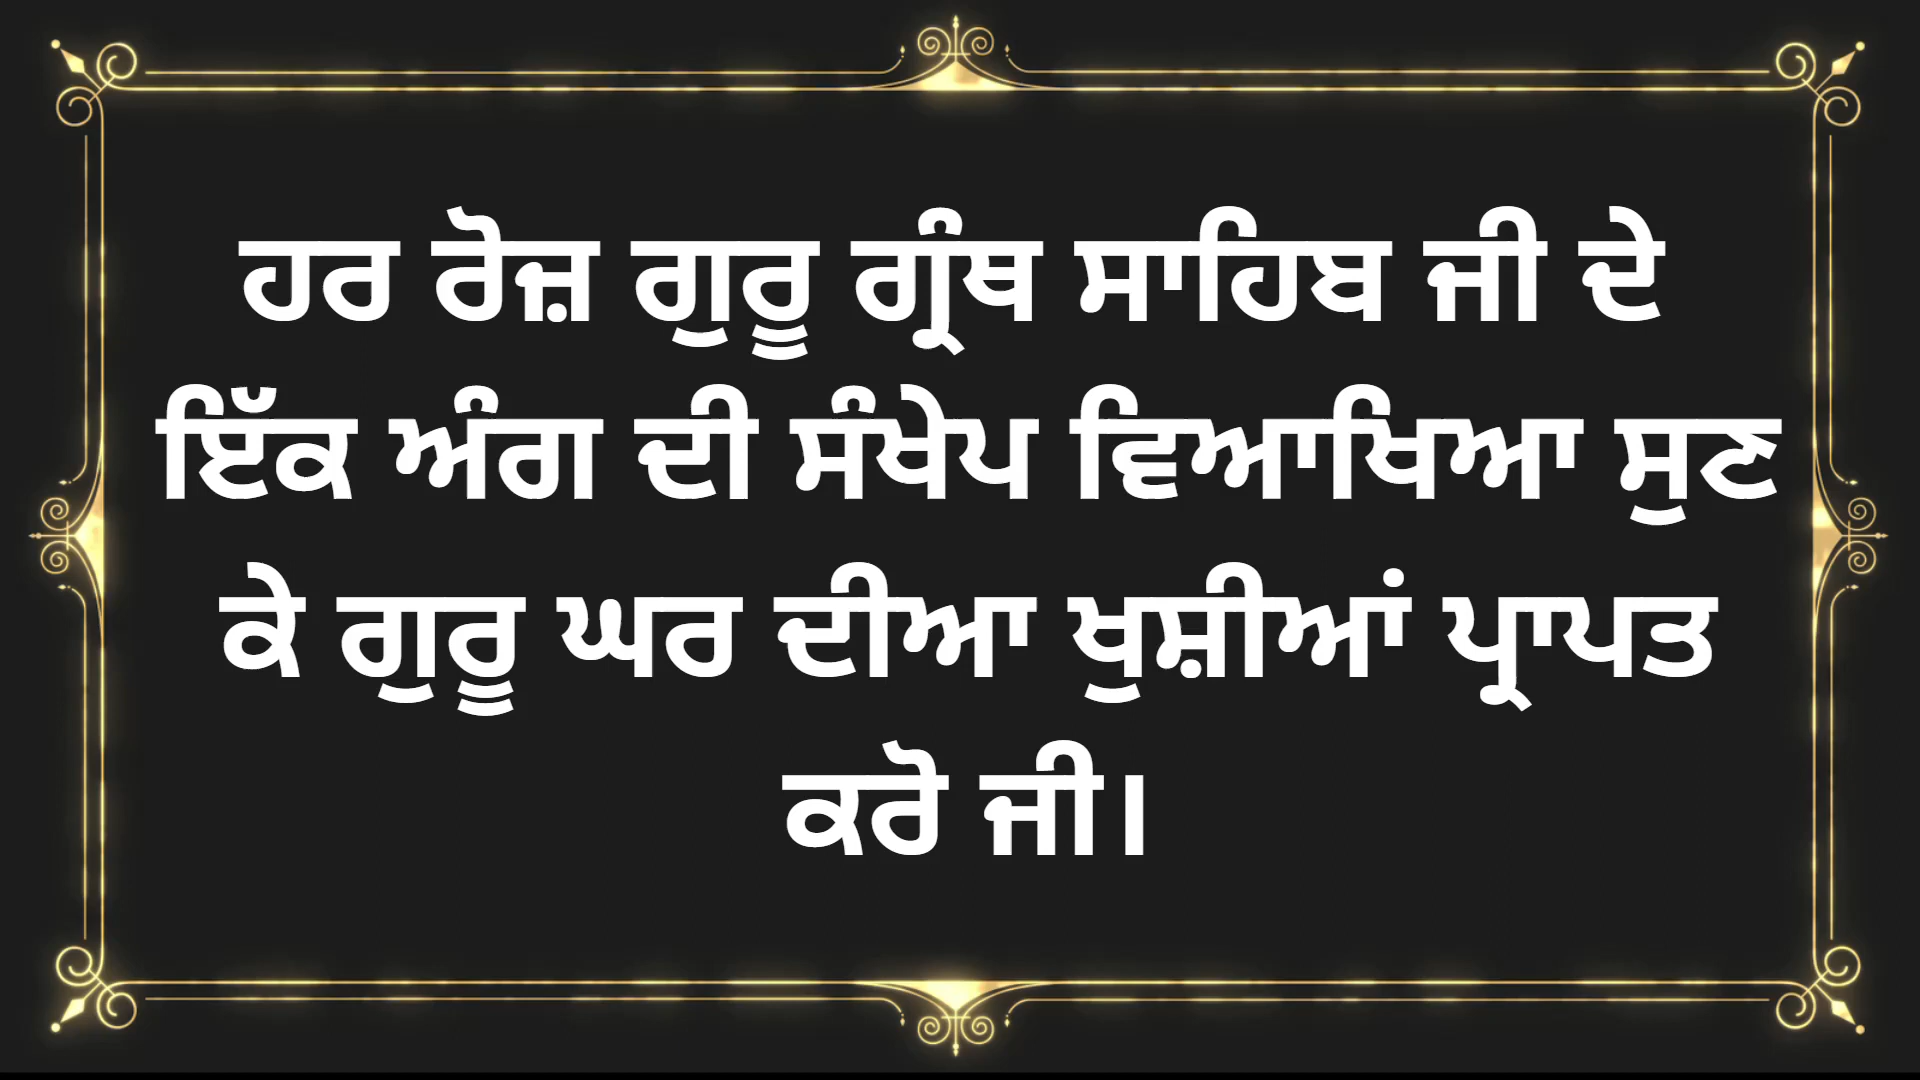 ਹਰ ਰੋਜ਼ ਗੁਰੂ ਗ੍ਰੰਥ ਸਾਹਿਬ ਜੀ ਦੇ
ਇੱਕ ਅੰਗ ਦੀ ਸੰਖੇਪ ਵਿਆਖਿਆ ਸੁਣ
ਕੇ ਗੁਰੂ ਘਰ ਦੀਆ ਖੁਸ਼ੀਆਂ ਪ੍ਰਾਪਤ
ਕਰੋ ਜੀ।